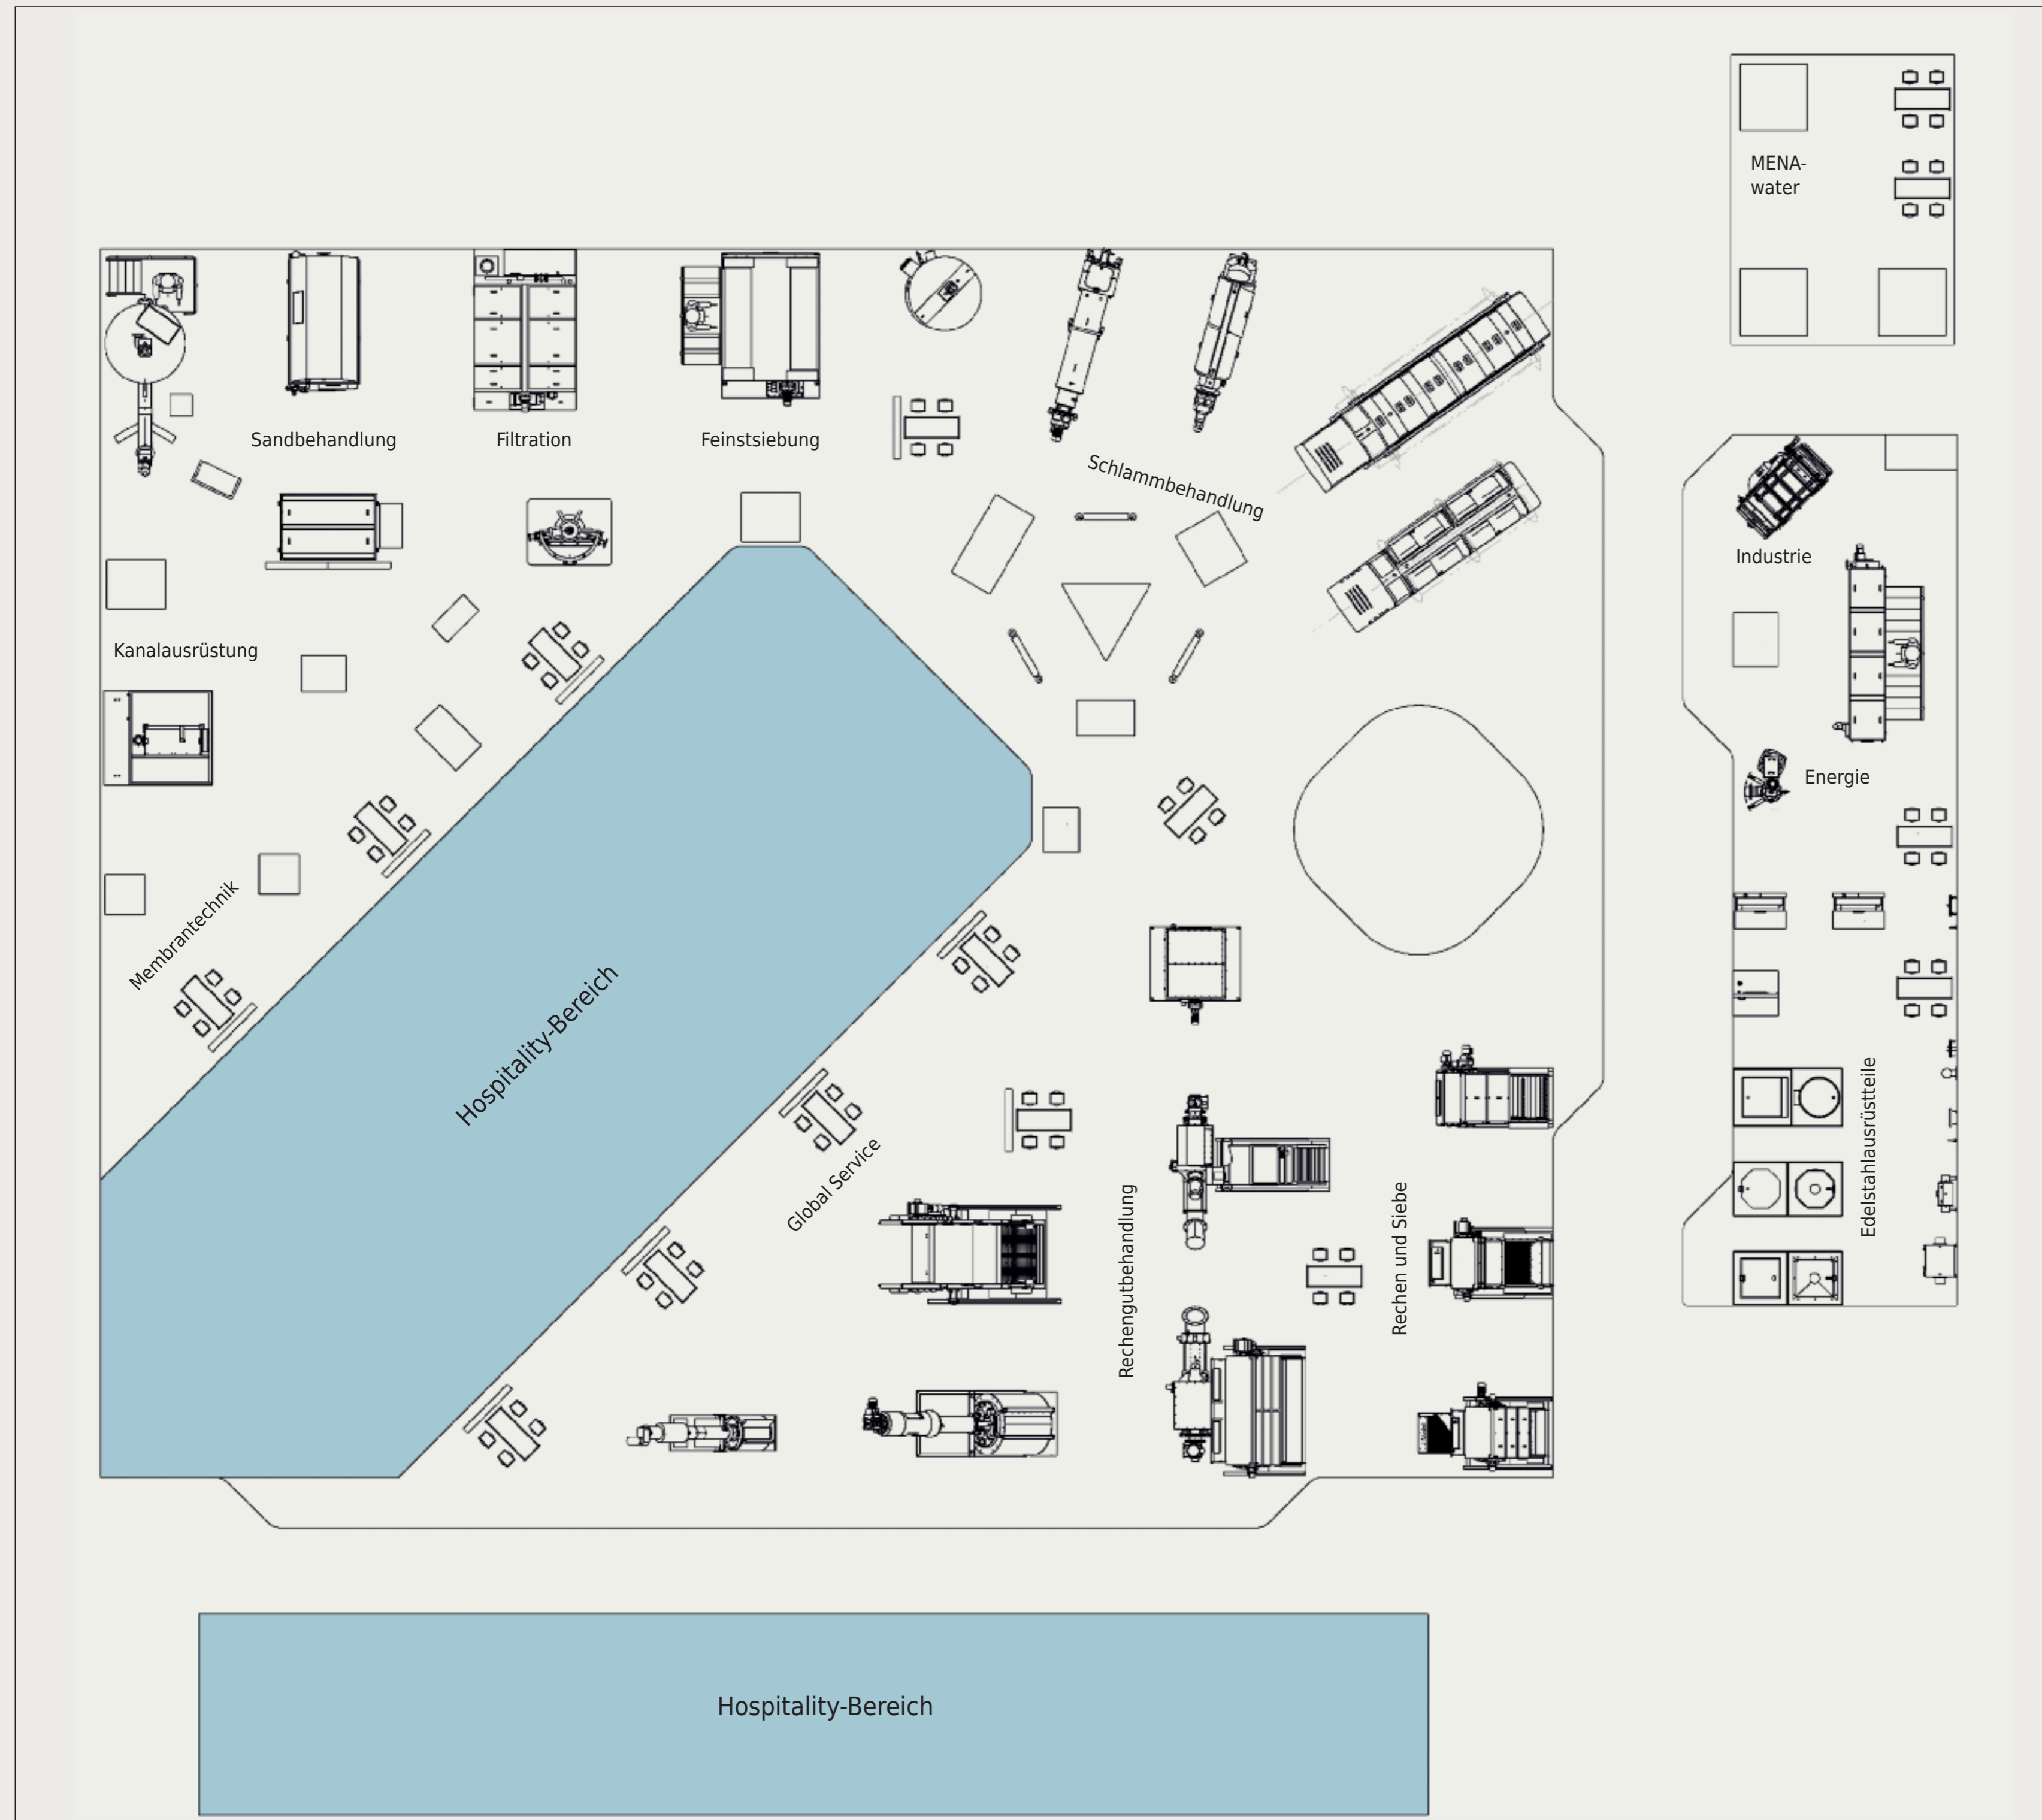 MENA-
water
Sandbehandlung
Filtration
Feinstsiebung
Schlammbehandlung
Industrie
Kanalausrüstung
Energie
Membrantechnik
Hospitality-Bereich
Global Service
Rechengutbehandlung
Rechen und Siebe
Edelstahlausrüstteile
Hospitality-Bereich